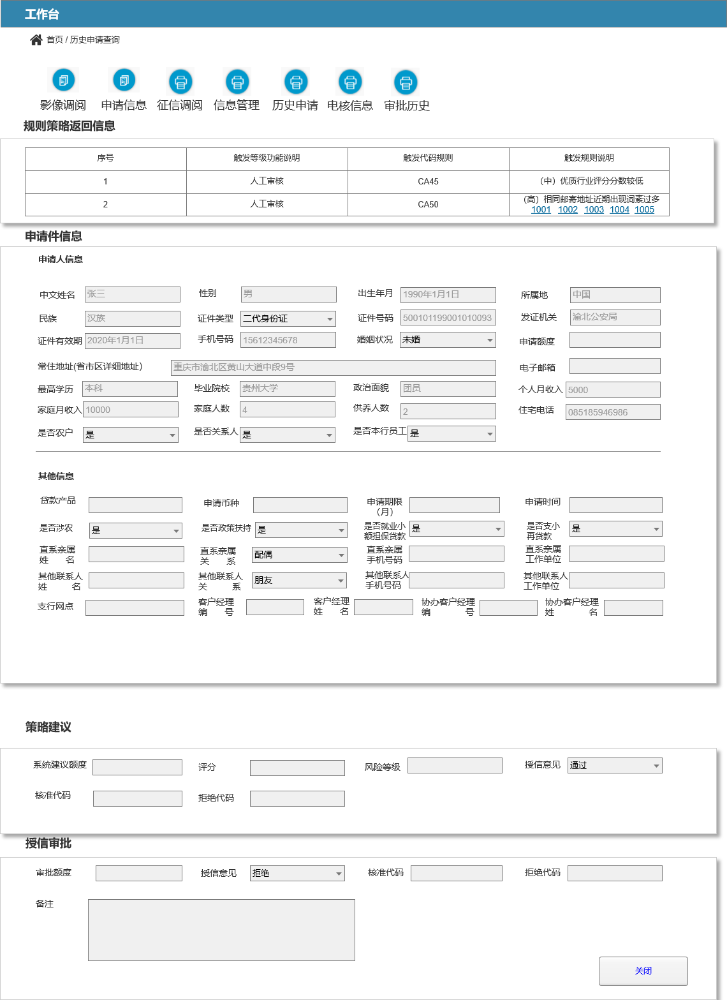 工作台
首页 / 历史申请查询
影像调阅 申请信息 征信调阅 信息管理 历史申请 电核信息 审批历史
规则策略返回信息
序号 触发等级功能说明 触发代码规则 触发规则说明
1 人工审核 CA45 （中）优质行业评分分数较低
2 人工审核 CA50 （高）相同邮寄地址近期出现词素过多
1001 1002 1003 1004 1005
申请件信息
申请人信息
中文姓名 张三 性别 男 出生年月 1990年1月1日 所属地 中国
民族 汉族 证件类型 二代身份证 证件号码 500101199001010093 发证机关 渝北公安局
证件有效期 2020年1月1日 手机号码 15612345678 婚姻状况 未婚 申请额度
常住地址(省市区详细地址） 重庆市渝北区黄山大道中段9号 电子邮箱
最高学历 本科 毕业院校 贵州大学 政治面貌 团员 个人月收入 5000
家庭月收入 10000 家庭人数 4 供养人数 2 住宅电话 085185946986
是否农户 是 是否关系人 是 是否本行员工 是
其他信息
贷款产品 申请币种 申请期限 申请时间
（月）
是否涉农 是 是否政策扶持 是 是否就业小 是 是否支小 是
额担保贷款 再贷款
直系亲属 直系亲属 配偶 直系亲属 直系亲属
姓 名 关 系 手机号码 工作单位
其他联系人 其他联系人 朋友 其他联系人 其他联系人
姓 名 关 系 手机号码 工作单位
支行网点 客户经理 客户经理 协办客户经理 协办客户经理
编 号 姓 名 编 号 姓 名
策略建议
系统建议额度 评分 风险等级 授信意见 通过
核准代码 拒绝代码
授信审批
审批额度 授信意见 拒绝 核准代码 拒绝代码
备注
关闭